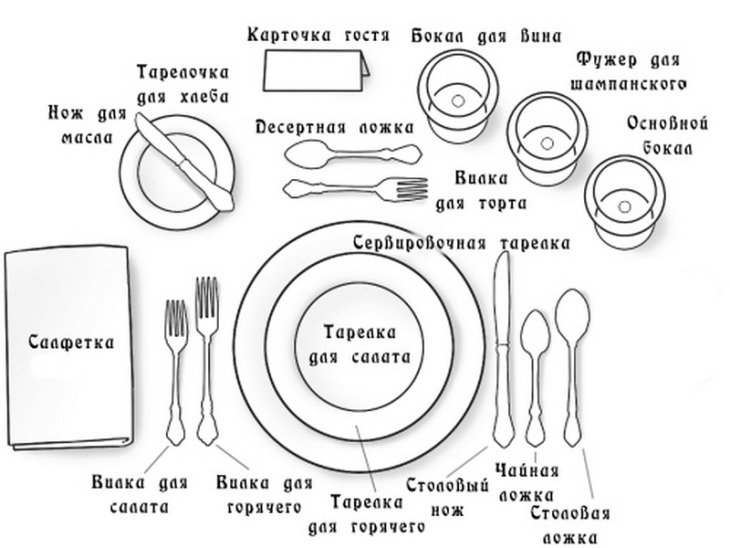 Карточка гостя
Бокал для вина
Фужер для
шампанского
Тарелочка
для хлеба
Нож для
масла
Десертная ложка
Основной
бокал
Вилка
для торта
Сервировочная тарелка
Салфетка
Тарелка
для салата
Вилка для
салата
Вилка для
горячего
Тарелка
для горячего
Столовый
нож
Чайная
ложка
Столовая
ложка